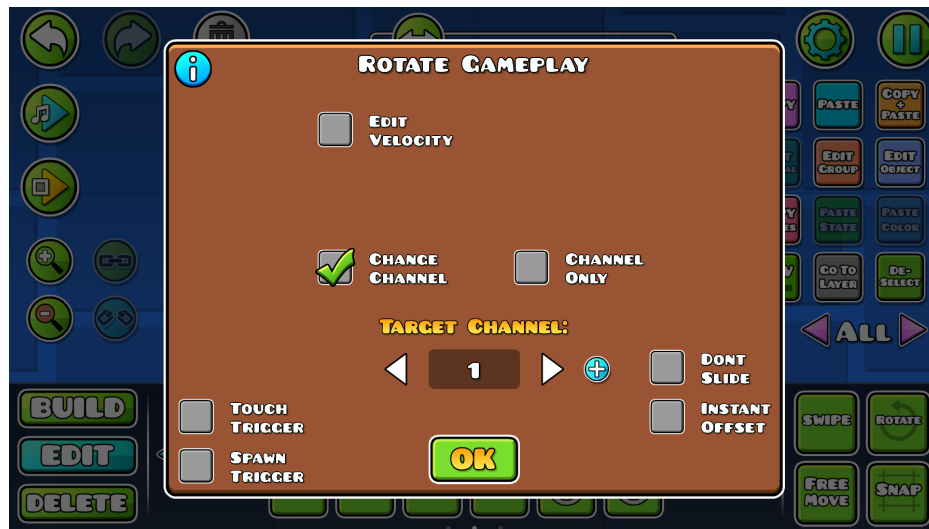 ROTATE GAMEPLAY
EDIT
VELOCITY
CHANGE
CHANNEL
CHANNEL
ONLY
TARGET CHANNEL:
1
DONT
SLIDE
TOUCH
TRIGGER
INSTANT
OFFSET
SPAWN
TRIGGER
OK
BUILD
EDIT
DELETE
PASTE
COPY
+
PASTE
EDIT
GROUP
EDIT
OBJECT
PASTE
STATE
PASTE
COLOR
GO TO
LAYER
DE-
SELECT
ALL
SWIPE
ROTATE
FREE
MOVE
SNAP